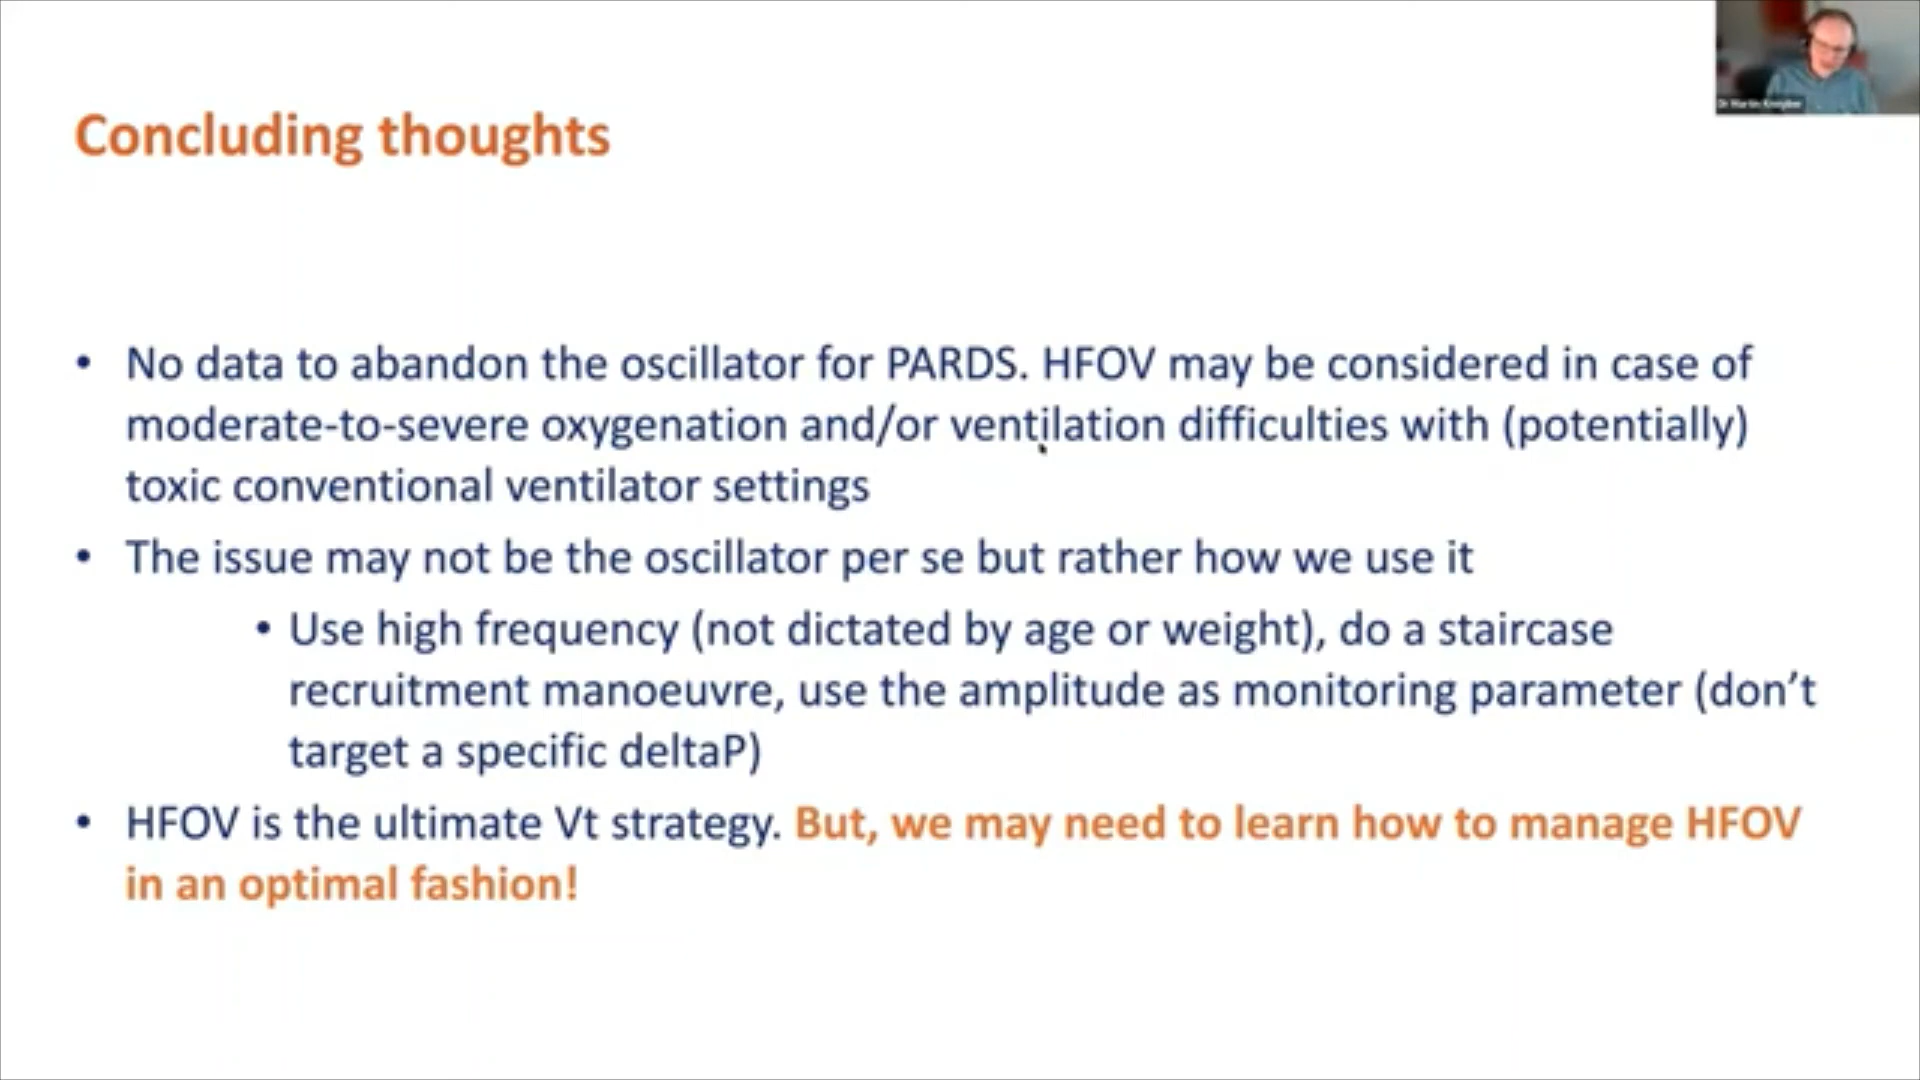 Dr Martin Kneyber
Concluding thoughts
• No data to abandon the oscillator for PARDS. HFOV may be considered in case of
moderate-to-severe oxygenation and/or ventilation difficulties with (potentially)
toxic conventional ventilator settings
• The issue may not be the oscillator per se but rather how we use it
• Use high frequency (not dictated by age or weight), do a staircase
recruitment manoeuvre, use the amplitude as monitoring parameter (don't
target a specific deltaP)
• HFOV is the ultimate Vt strategy. But, we may need to learn how to manage HFOV
in an optimal fashion!